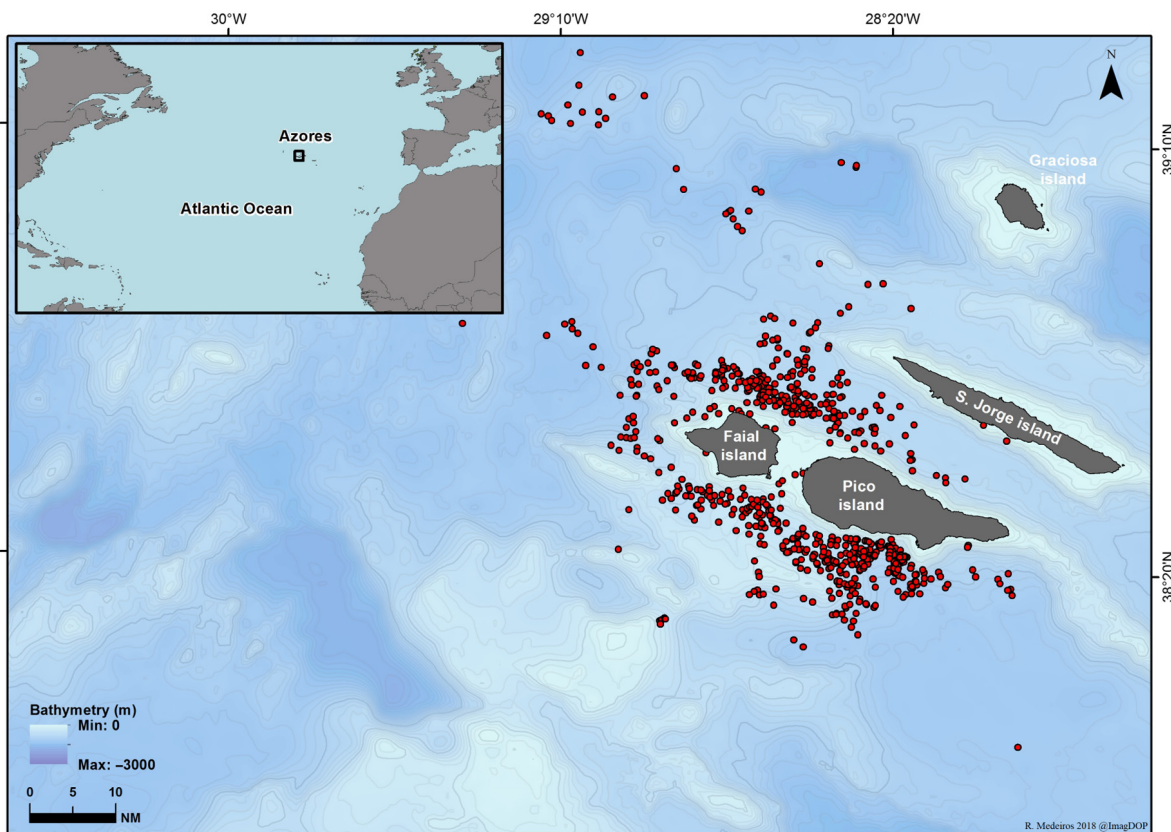 30°W
29°10'W
28°20'W
N
Azores
Atlantic Ocean
39°10'N
Graciosa
island
S. Jorge island
Faial
island
Pico
island
38°20'N
Bathymetry (m)
Min: 0
Max: –3000
0 5 10
NM
R. Medeiros 2018 @ImagDOP